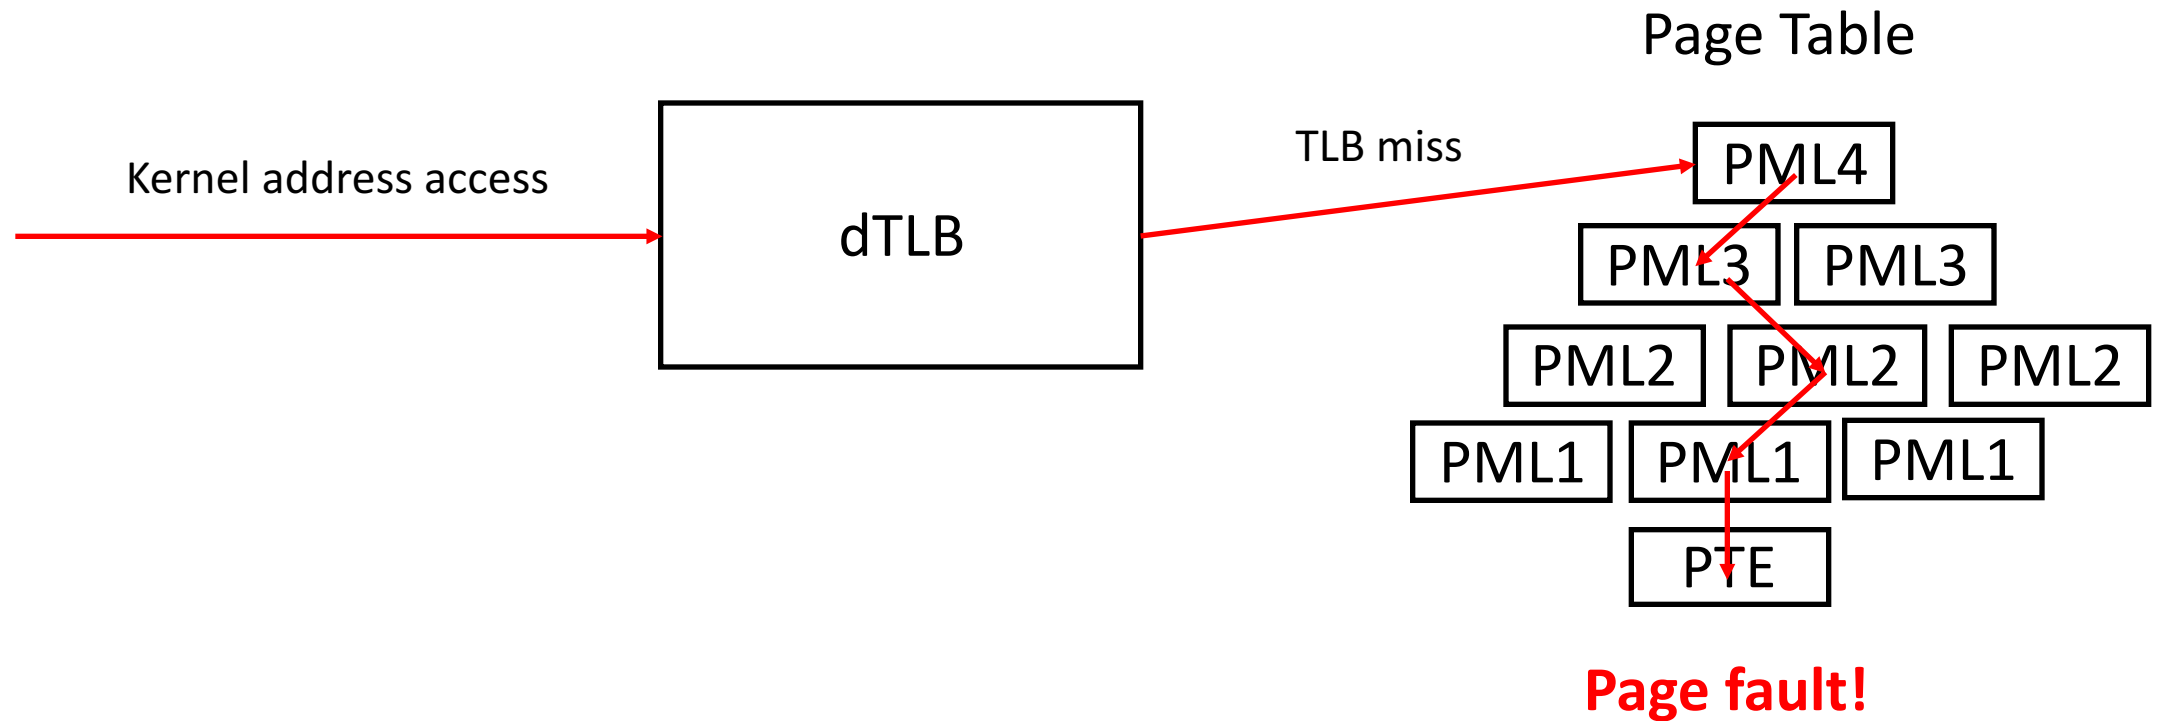 Page Table
Kernel address access
dTLB
TLB miss
PML4
PML3 PML3
PML2 PML2 PML2
PML1 PML1 PML1
PTE
Page fault!